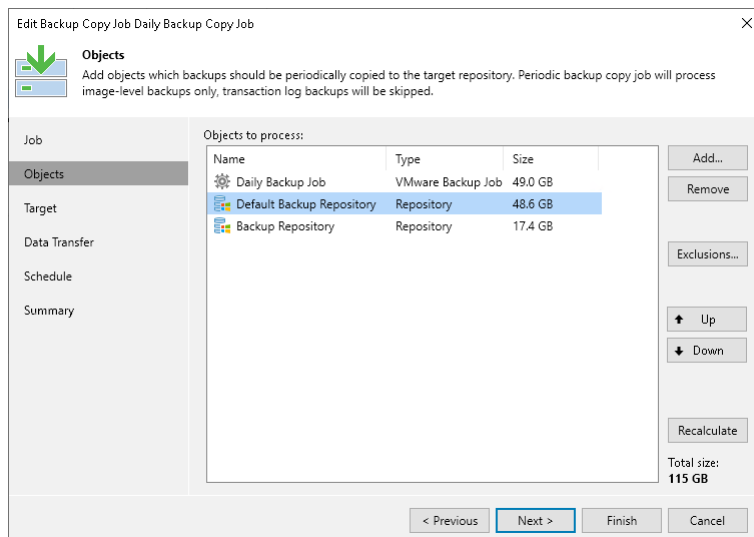 Edit Backup Copy Job Daily Backup Copy Job
Objects
Add objects which backups should be periodically copied to the target repository. Periodic backup copy job will process
image-level backups only, transaction log backups will be skipped.
Job
Objects
Target
Data Transfer
Schedule
Summary
Objects to process:
Name Type Size
Daily Backup Job VMware Backup Job 49.0 GB
Default Backup Repository Repository 48.6 GB
Backup Repository Repository 17.4 GB
Add...
Remove
Exclusions...
Up
Down
Recalculate
Total size:
115 GB
< Previous Next > Finish Cancel